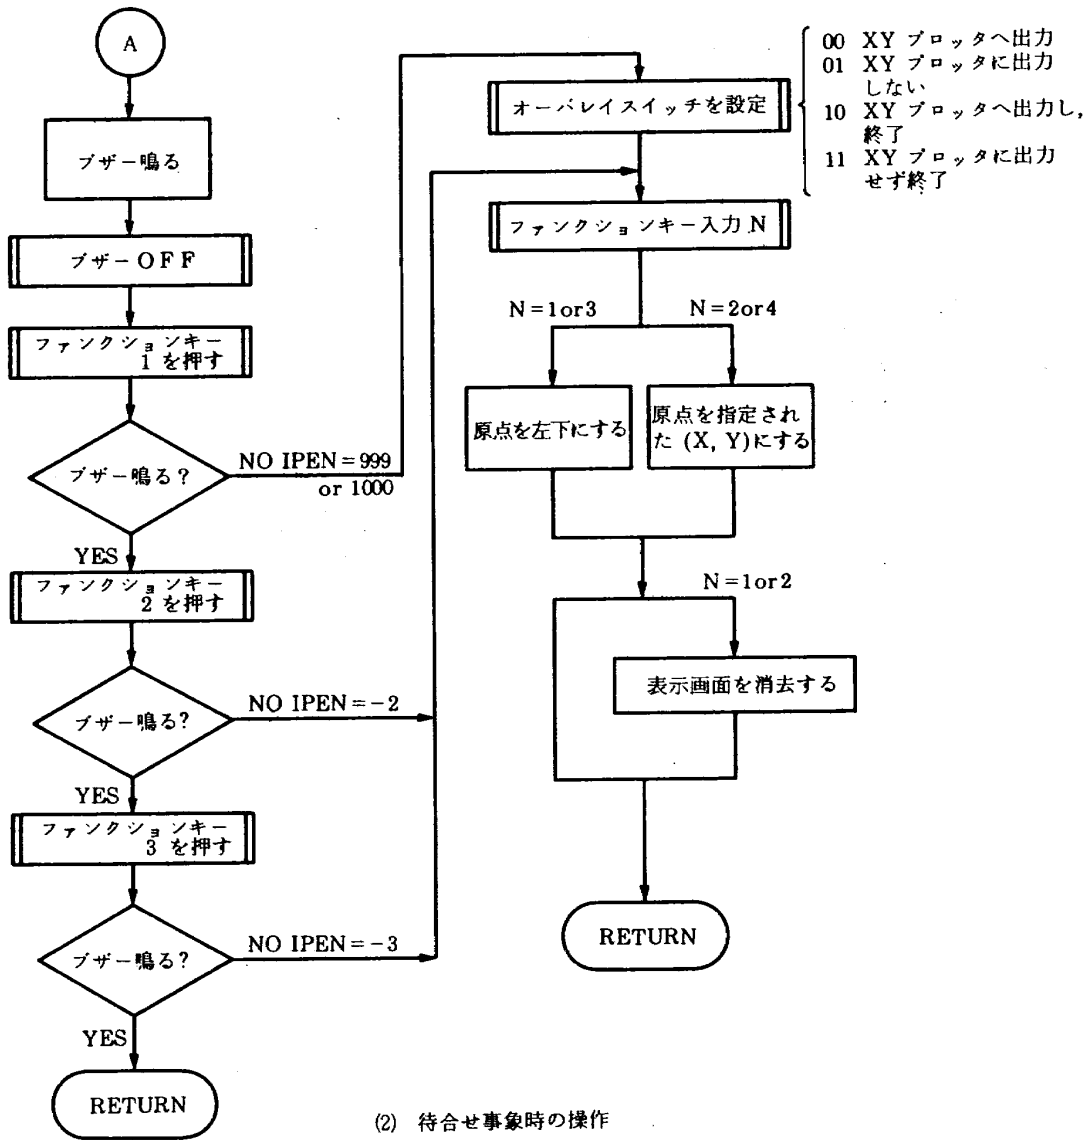 A
ブザー鳴る
ブザーOFF
ファンクションキー
1 を押す
ブザー鳴る?
NO IPEN=999
or 1000
YES
ファンクションキー
2 を押す
ブザー鳴る?
NO IPEN=-2
YES
ファンクションキー
3 を押す
ブザー鳴る?
NO IPEN=-3
YES
RETURN
オーバレイスイッチを設定
00 XY プロッタへ出力
01 XY プロッタに出力
しない
10 XY プロッタへ出力し,
終了
11 XY プロッタに出力
せず終了
ファンクションキー入力 N
N=1or3
N=2or4
原点を左下にする
原点を指定され
た (X, Y)にする
N=1or2
表示画面を消去する
RETURN
(2) 待合せ事象時の操作